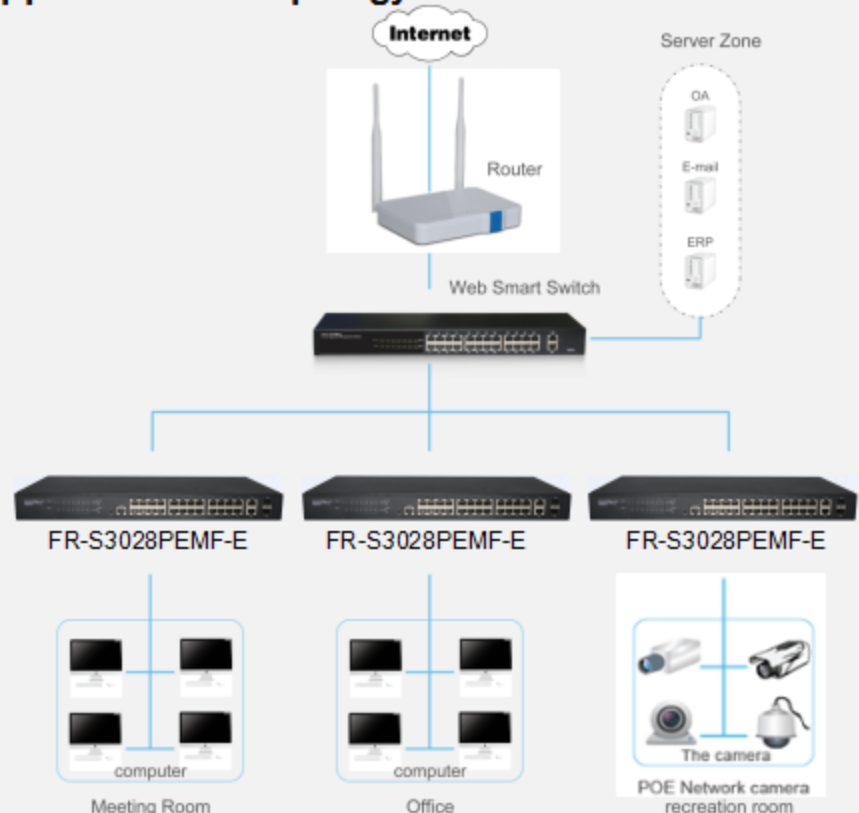 Internet
Server Zone
OA
Router
E-mail
ERP
Web Smart Switch
FR-S3028PEMF-E
FR-S3028PEMF-E
FR-S3028PEMF-E
computer
computer
The camera
Meeting Room
Office
POE Network camera
recreation room